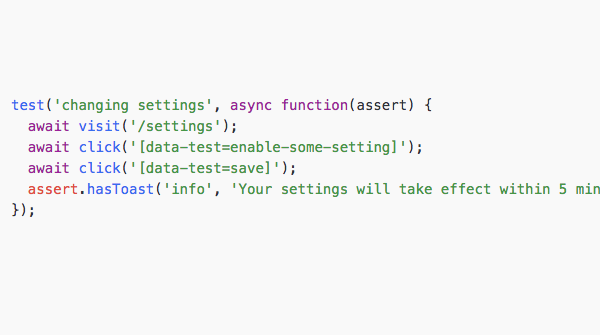 test('changing settings', async function(assert) {
  await visit('/settings');
  await click('[data-test=enable-some-setting]');
  await click('[data-test=save]');
  assert.hasToast('info', 'Your settings will take effect within 5 min
});